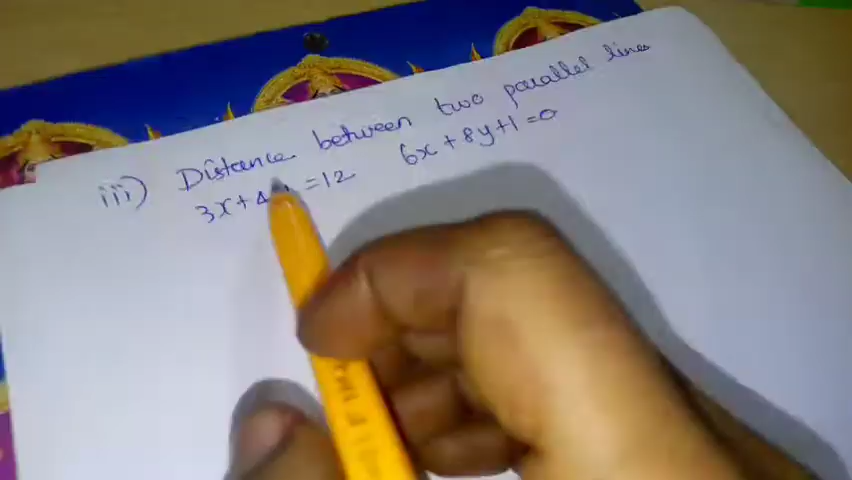 iii) Distance between two parallel lines
3x + 4 = 12 6x + 8y + 1 = 0